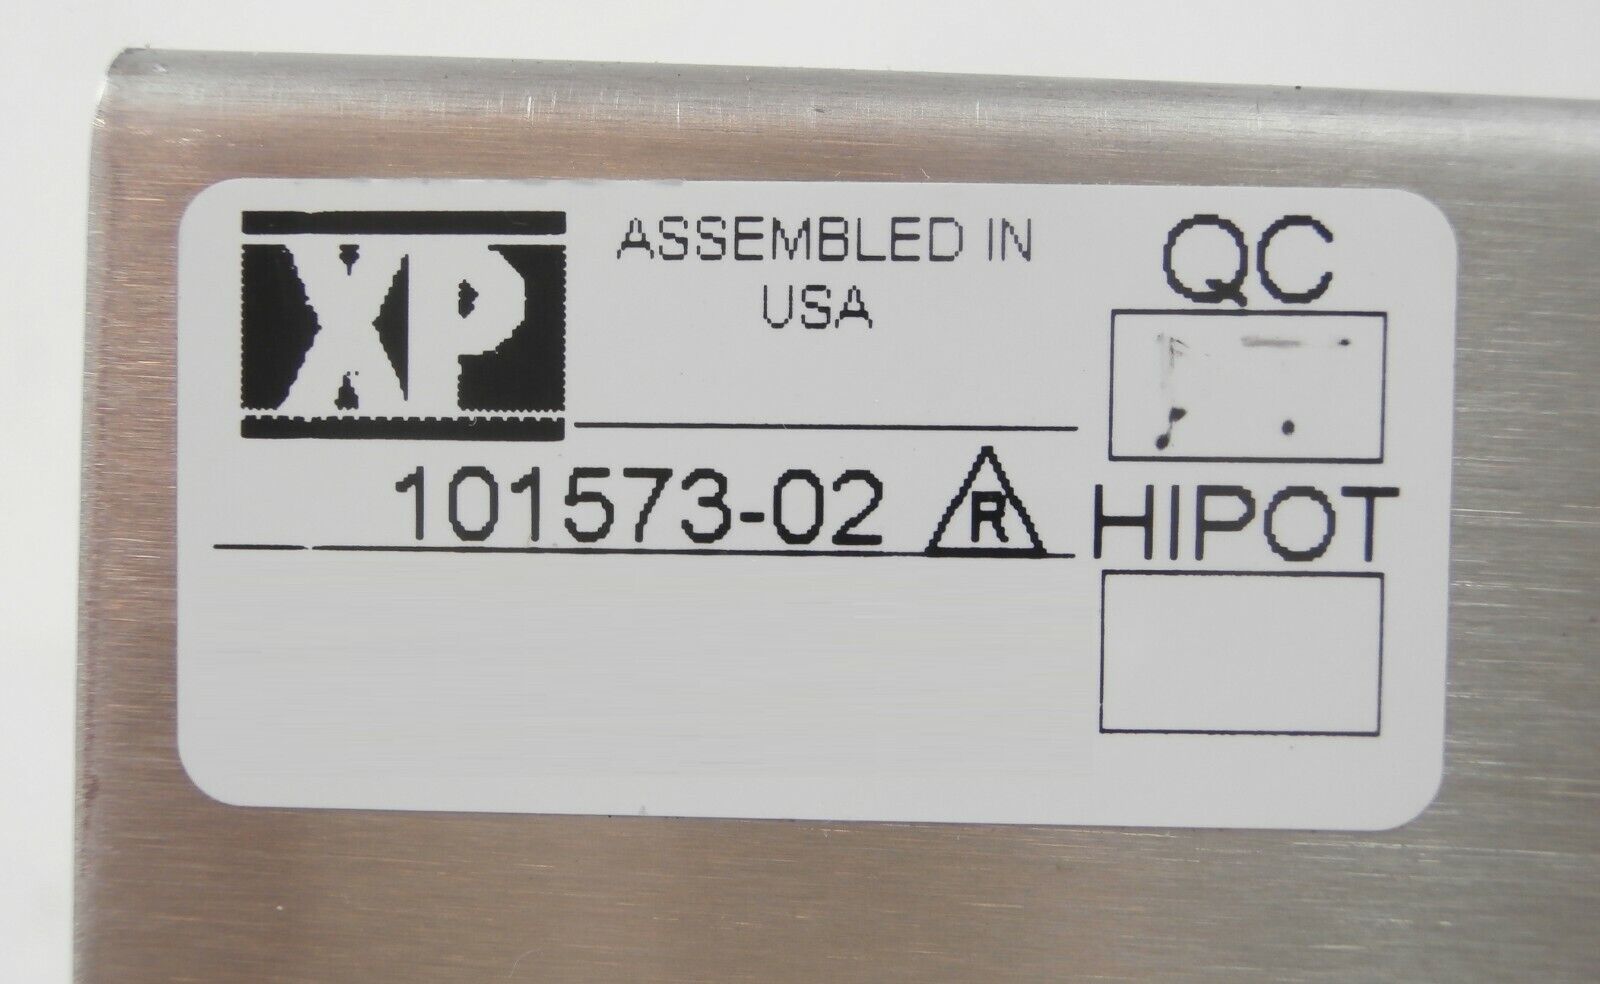 XP
ASSEMBLED IN
USA
QC
101573-02 R
HIPOT